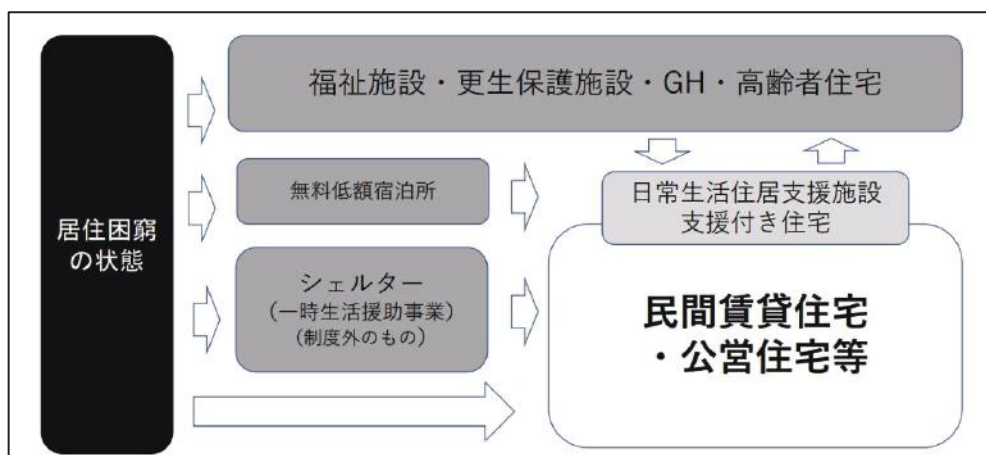 居住困窮
の状態
福祉施設・更生保護施設・GH・高齢者住宅
無料低額宿泊所
シェルター
(一時生活援助事業)
(制度外のもの)
日常生活住居支援施設
支援付き住宅
民間賃貸住宅
・公営住宅等